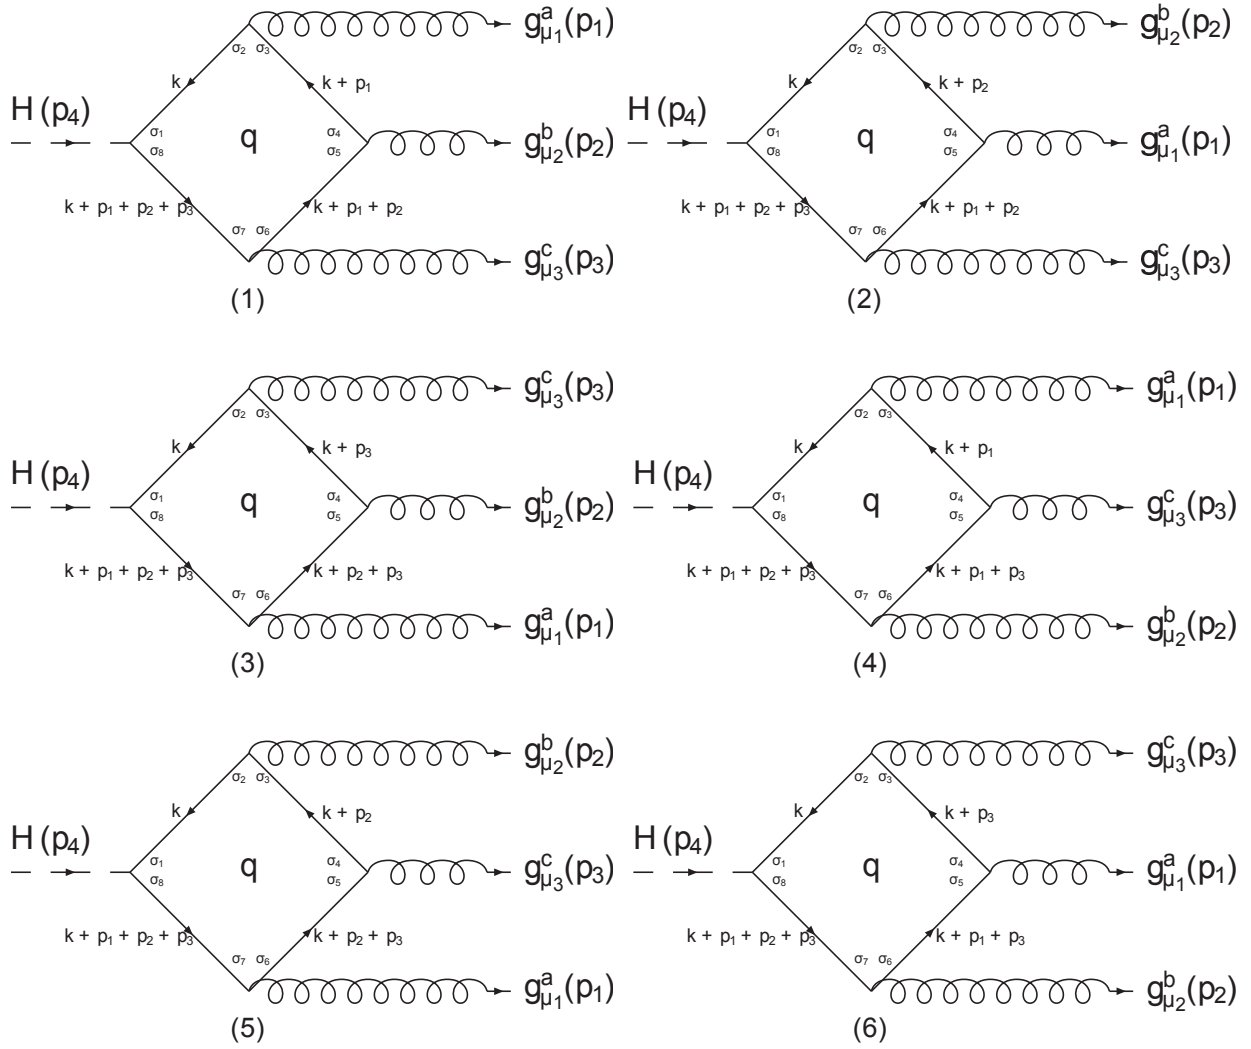 g^a_μ1(p1) g^b_μ2(p2)
σ2 σ3 σ2 σ3
k k + p1 k k + p2
H (p4) H (p4)
σ1 q σ4 g^b_μ2(p2) σ1 q σ4 g^a_μ1(p1)
σ8 σ5 σ8 σ5
k + p1 + p2 + p3 k + p1 + p2 k + p1 + p2 + p3 k + p1 + p2
σ7 σ6 σ7 σ6
g^c_μ3(p3) g^c_μ3(p3)
(1) (2)
g^c_μ3(p3) g^a_μ1(p1)
σ2 σ3 σ2 σ3
k k + p3 k k + p1
H (p4) H (p4)
σ1 q σ4 g^b_μ2(p2) σ1 q σ4 g^c_μ3(p3)
σ8 σ5 σ8 σ5
k + p1 + p2 + p3 k + p2 + p3 k + p1 + p2 + p3 k + p1 + p3
σ7 σ6 σ7 σ6
g^a_μ1(p1) g^b_μ2(p2)
(3) (4)
g^b_μ2(p2) g^c_μ3(p3)
σ2 σ3 σ2 σ3
k k + p2 k k + p3
H (p4) H (p4)
σ1 q σ4 g^c_μ3(p3) σ1 q σ4 g^a_μ1(p1)
σ8 σ5 σ8 σ5
k + p1 + p2 + p3 k + p2 + p3 k + p1 + p2 + p3 k + p1 + p3
σ7 σ6 σ7 σ6
g^a_μ1(p1) g^b_μ2(p2)
(5) (6)